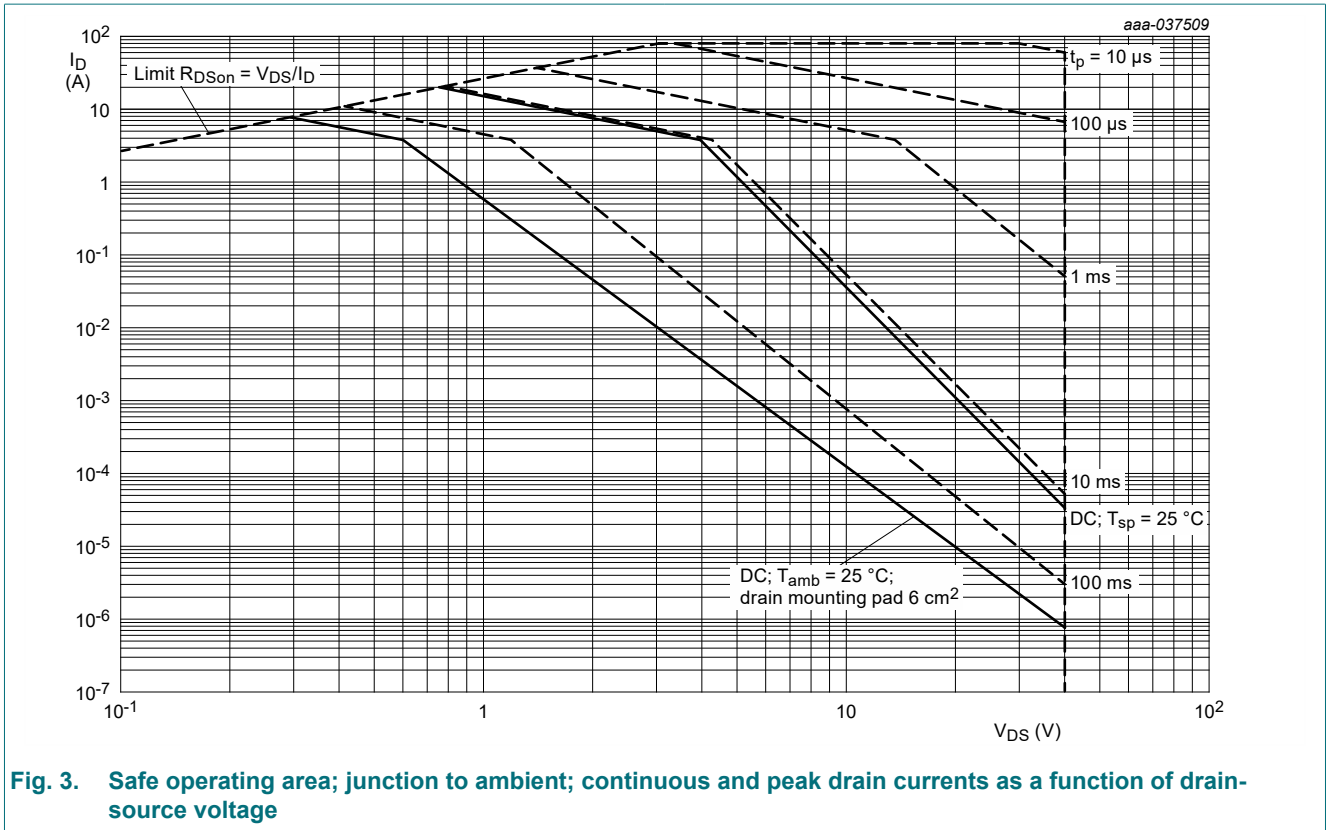 aaa-037509
10²
I_D
(A)
Limit R_DSon = V_DS/I_D
t_p = 10 µs
10
100 µs
1
10⁻¹
1 ms
10⁻²
10⁻³
10⁻⁴
10 ms
DC; T_sp = 25 °C
10⁻⁵
DC; T_amb = 25 °C;
drain mounting pad 6 cm²
100 ms
10⁻⁶
10⁻⁷
10⁻¹
1
10
10²
V_DS (V)
Fig. 3. Safe operating area; junction to ambient; continuous and peak drain currents as a function of drain-
source voltage